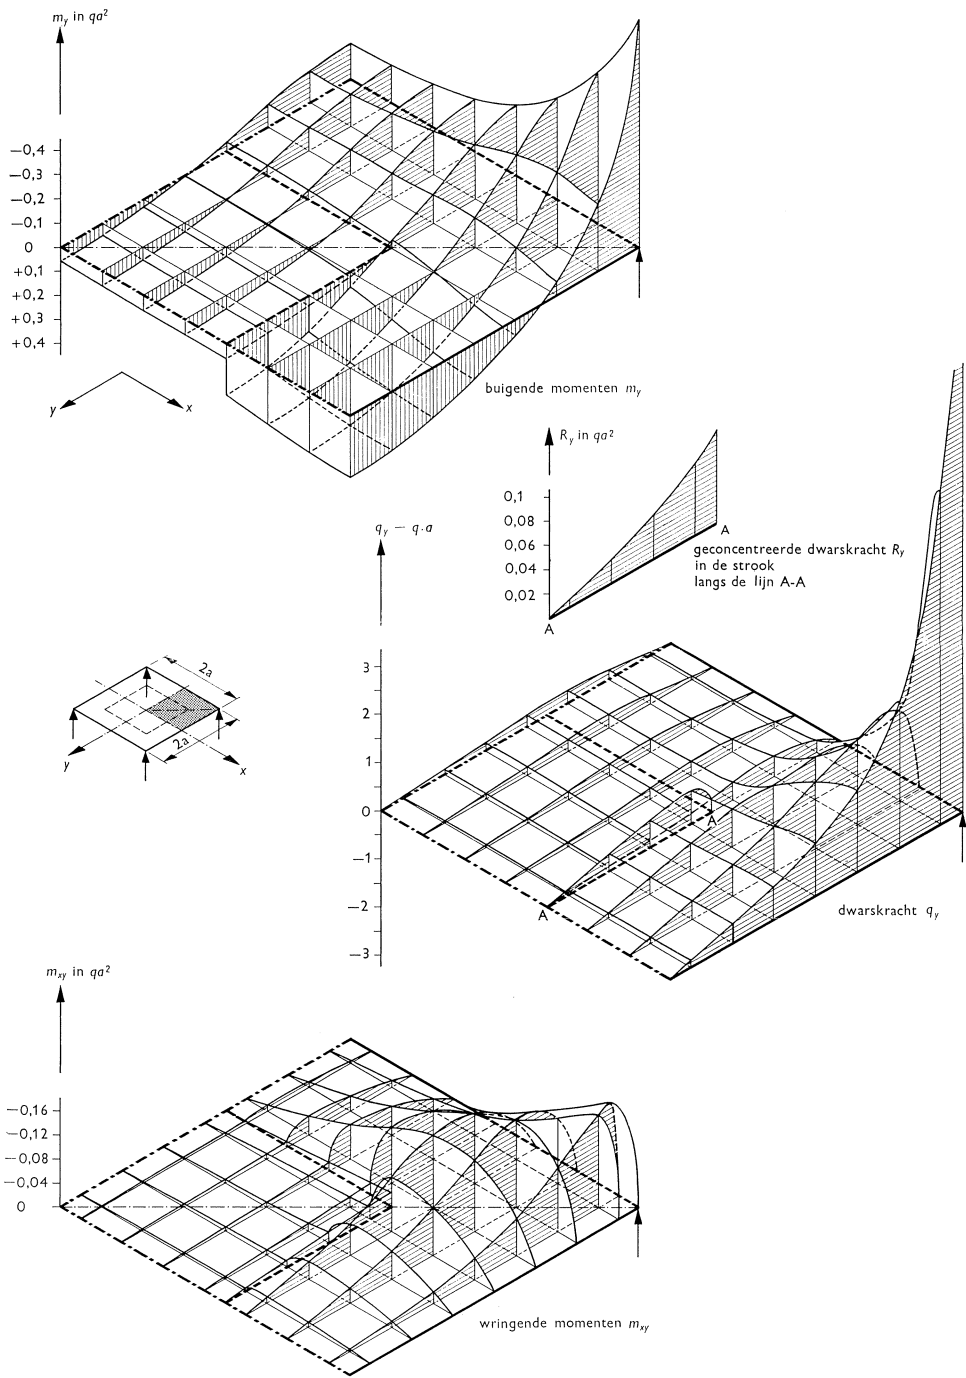 m_y in qa²
−0,4
−0,3
−0,2
−0,1
0
+0,1
+0,2
+0,3
+0,4
y
x
buigende momenten m_y
R_y in qa²
0,1
0,08
0,06
0,04
0,02
A
A
geconcentreerde dwarskracht R_y
in de strook
langs de lijn A-A
q_y − q·a
3
2
1
0
−1
−2
−3
A
A
dwarskracht q_y
2a
2a
y
x
m_xy in qa²
−0,16
−0,12
−0,08
−0,04
0
wringende momenten m_xy